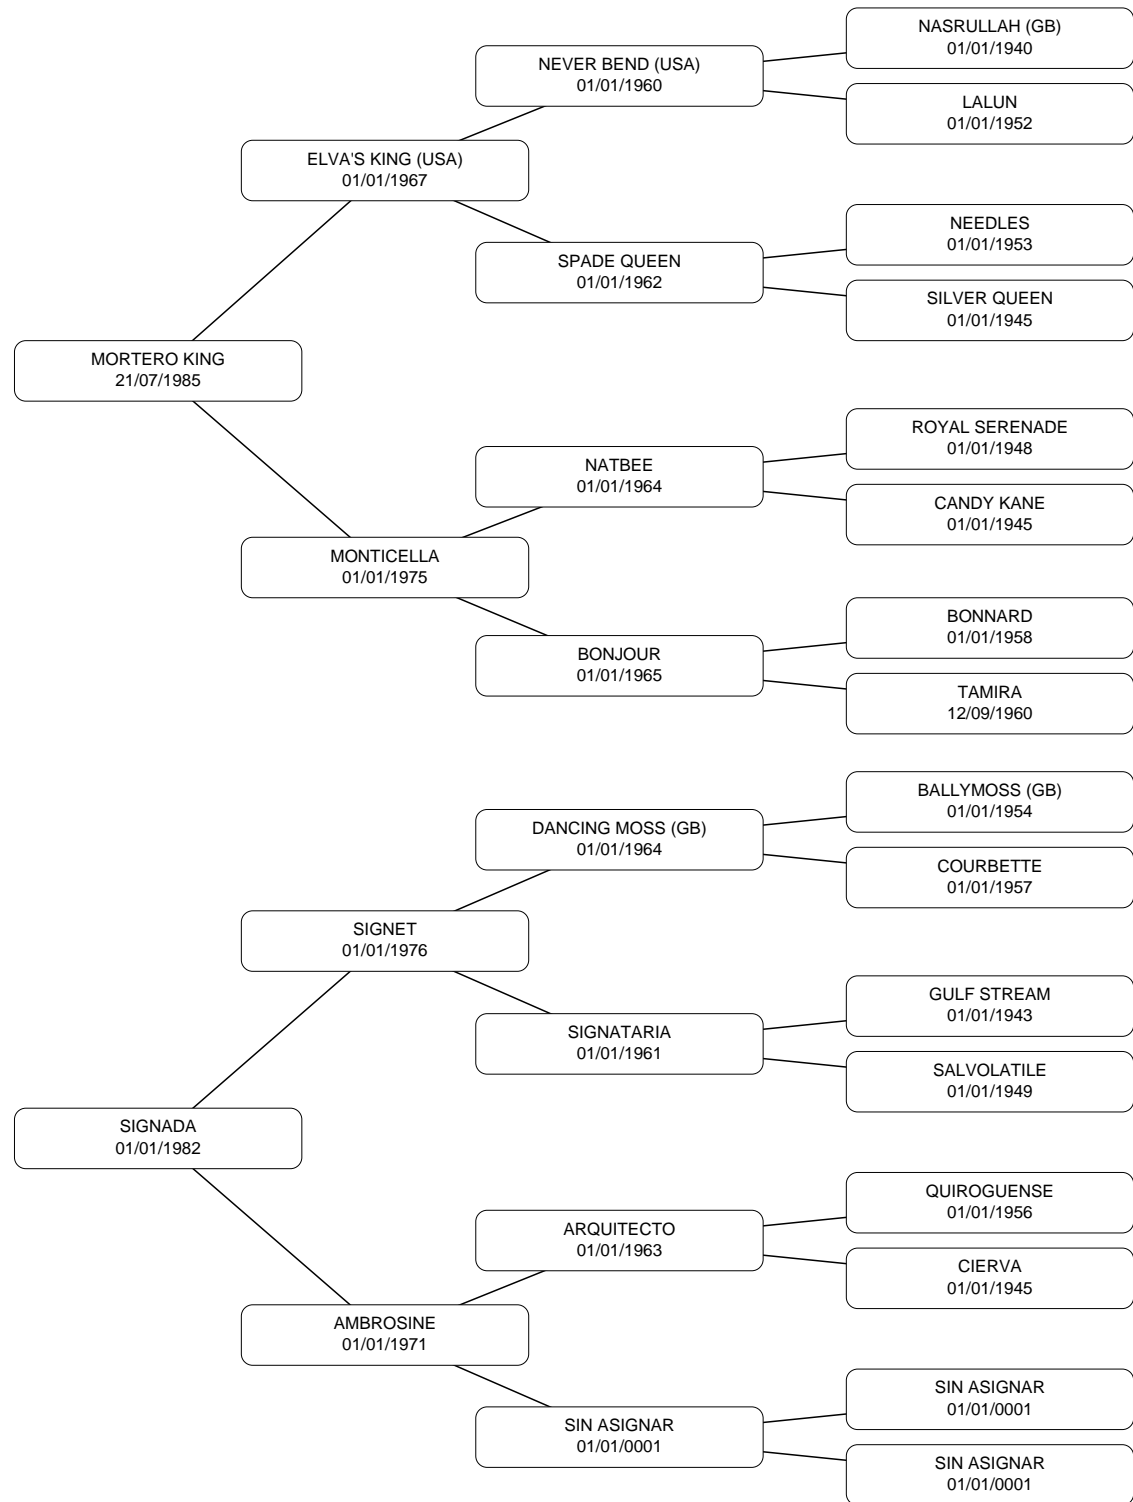 NASRULLAH (GB)
01/01/1940
NEVER BEND (USA)
01/01/1960
LALUN
01/01/1952
ELVA'S KING (USA)
01/01/1967
NEEDLES
01/01/1953
SPADE QUEEN
01/01/1962
SILVER QUEEN
01/01/1945
MORTERO KING
21/07/1985
ROYAL SERENADE
01/01/1948
NATBEE
01/01/1964
CANDY KANE
01/01/1945
MONTICELLA
01/01/1975
BONNARD
01/01/1958
BONJOUR
01/01/1965
TAMIRA
12/09/1960
BALLYMOSS (GB)
01/01/1954
DANCING MOSS (GB)
01/01/1964
COURBETTE
01/01/1957
SIGNET
01/01/1976
GULF STREAM
01/01/1943
SIGNATARIA
01/01/1961
SALVOLATILE
01/01/1949
SIGNADA
01/01/1982
QUIROGUENSE
01/01/1956
ARQUITECTO
01/01/1963
CIERVA
01/01/1945
AMBROSINE
01/01/1971
SIN ASIGNAR
01/01/0001
SIN ASIGNAR
01/01/0001
SIN ASIGNAR
01/01/0001